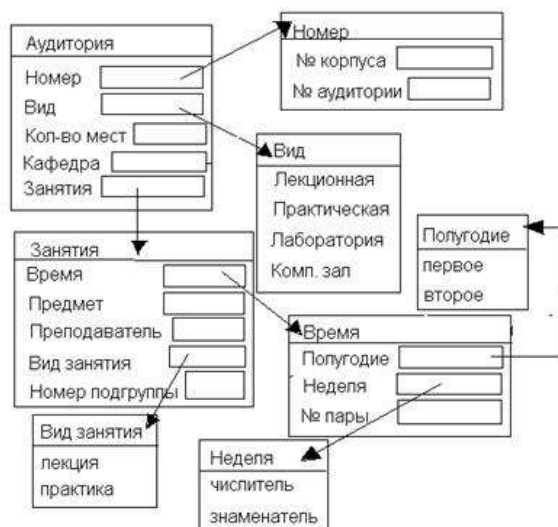 Аудитория
Номер
Вид
Кол-во мест
Кафедра
Занятия
Номер
№ корпуса
№ аудитории
Вид
Лекционная
Практическая
Лаборатория
Комп. зал
Полугодие
первое
второе
Занятия
Время
Предмет
Преподаватель
Вид занятия
Номер подгруппы
Время
Полугодие
Неделя
№ пары
Вид занятия
лекция
практика
Неделя
числитель
знаменатель